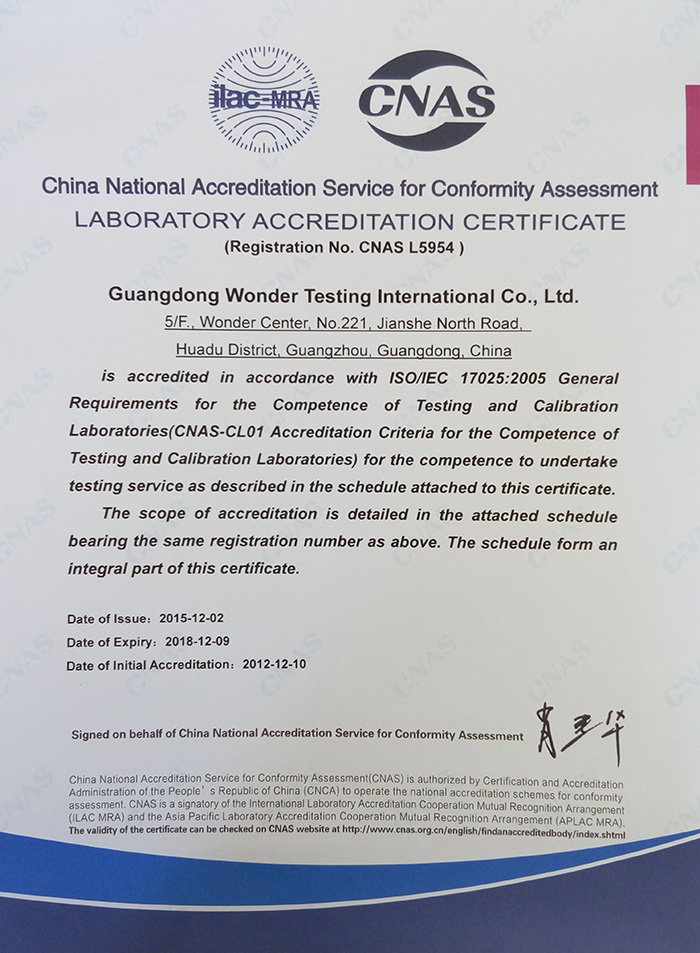 ilac-MRA
CNAS
China National Accreditation Service for Conformity Assessment
LABORATORY ACCREDITATION CERTIFICATE
(Registration No. CNAS L5954 )
Guangdong Wonder Testing International Co., Ltd.
5/F., Wonder Center, No.221, Jianshe North Road,
Huadu District, Guangzhou, Guangdong, China
is accredited in accordance with ISO/IEC 17025:2005 General
Requirements for the Competence of Testing and Calibration
Laboratories(CNAS-CL01 Accreditation Criteria for the Competence of
Testing and Calibration Laboratories) for the competence to undertake
testing service as described in the schedule attached to this certificate.
The scope of accreditation is detailed in the attached schedule
bearing the same registration number as above. The schedule form an
integral part of this certificate.
Date of Issue: 2015-12-02
Date of Expiry: 2018-12-09
Date of Initial Accreditation: 2012-12-10
Signed on behalf of China National Accreditation Service for Conformity Assessment
China National Accreditation Service for Conformity Assessment(CNAS) is authorized by Certification and Accreditation
Administration of the People's Republic of China (CNCA) to operate the national accreditation schemes for conformity
assessment. CNAS is a signatory of the International Laboratory Accreditation Cooperation Mutual Recognition Arrangement
(ILAC MRA) and the Asia Pacific Laboratory Accreditation Cooperation Mutual Recognition Arrangement (APLAC MRA).
The validity of the certificate can be checked on CNAS website at http://www.cnas.org.cn/english/findanaccreditedbody/index.shtml